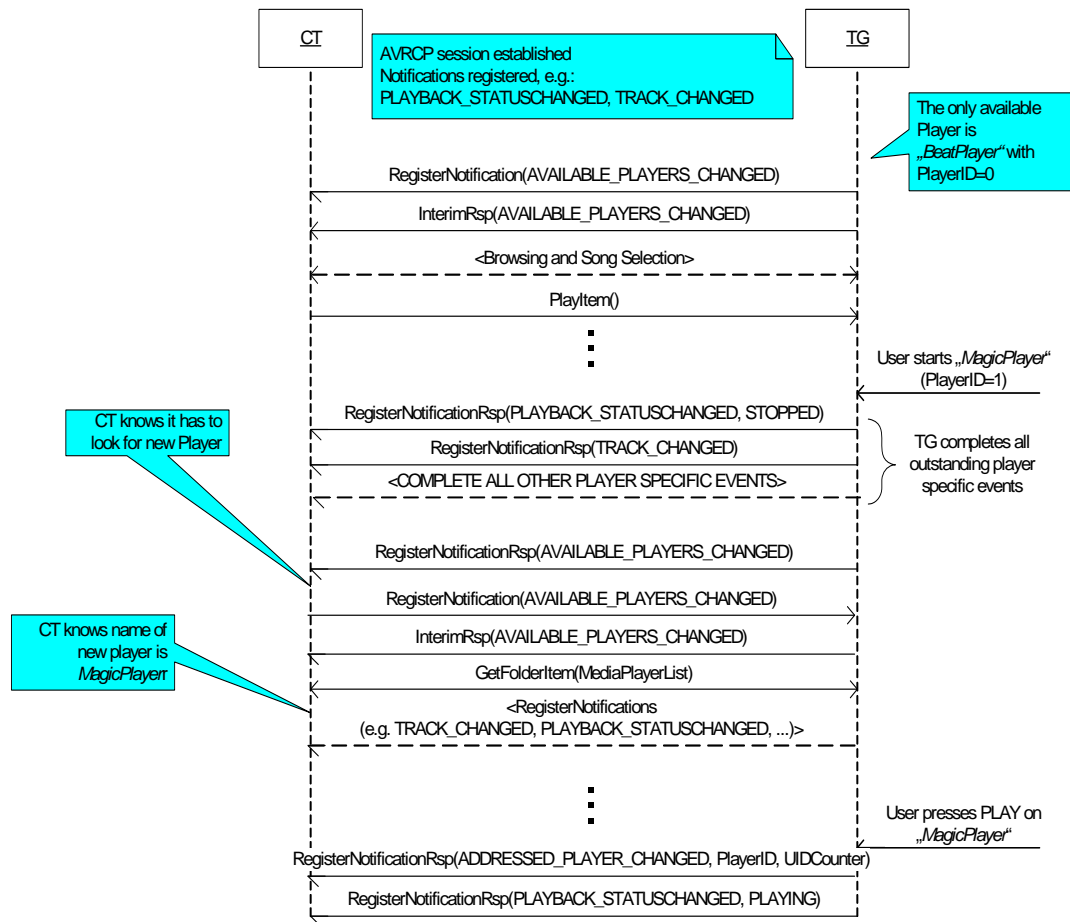 CT
TG
AVRCP session established
Notifications registered, e.g.:
PLAYBACK_STATUSCHANGED, TRACK_CHANGED
The only available
Player is
„BeatPlayer“ with
PlayerID=0
RegisterNotification(AVAILABLE_PLAYERS_CHANGED)
InterimRsp(AVAILABLE_PLAYERS_CHANGED)
<Browsing and Song Selection>
PlayItem()
User starts „MagicPlayer“
(PlayerID=1)
CT knows it has to
look for new Player
RegisterNotificationRsp(PLAYBACK_STATUSCHANGED, STOPPED)
RegisterNotificationRsp(TRACK_CHANGED)
<COMPLETE ALL OTHER PLAYER SPECIFIC EVENTS>
TG completes all
outstanding player
specific events
RegisterNotificationRsp(AVAILABLE_PLAYERS_CHANGED)
RegisterNotification(AVAILABLE_PLAYERS_CHANGED)
CT knows name of
new player is
MagicPlayerr
InterimRsp(AVAILABLE_PLAYERS_CHANGED)
GetFolderItem(MediaPlayerList)
<RegisterNotifications
(e.g. TRACK_CHANGED, PLAYBACK_STATUSCHANGED, ...)>
User presses PLAY on
„MagicPlayer“
RegisterNotificationRsp(ADDRESSED_PLAYER_CHANGED, PlayerID, UIDCounter)
RegisterNotificationRsp(PLAYBACK_STATUSCHANGED, PLAYING)